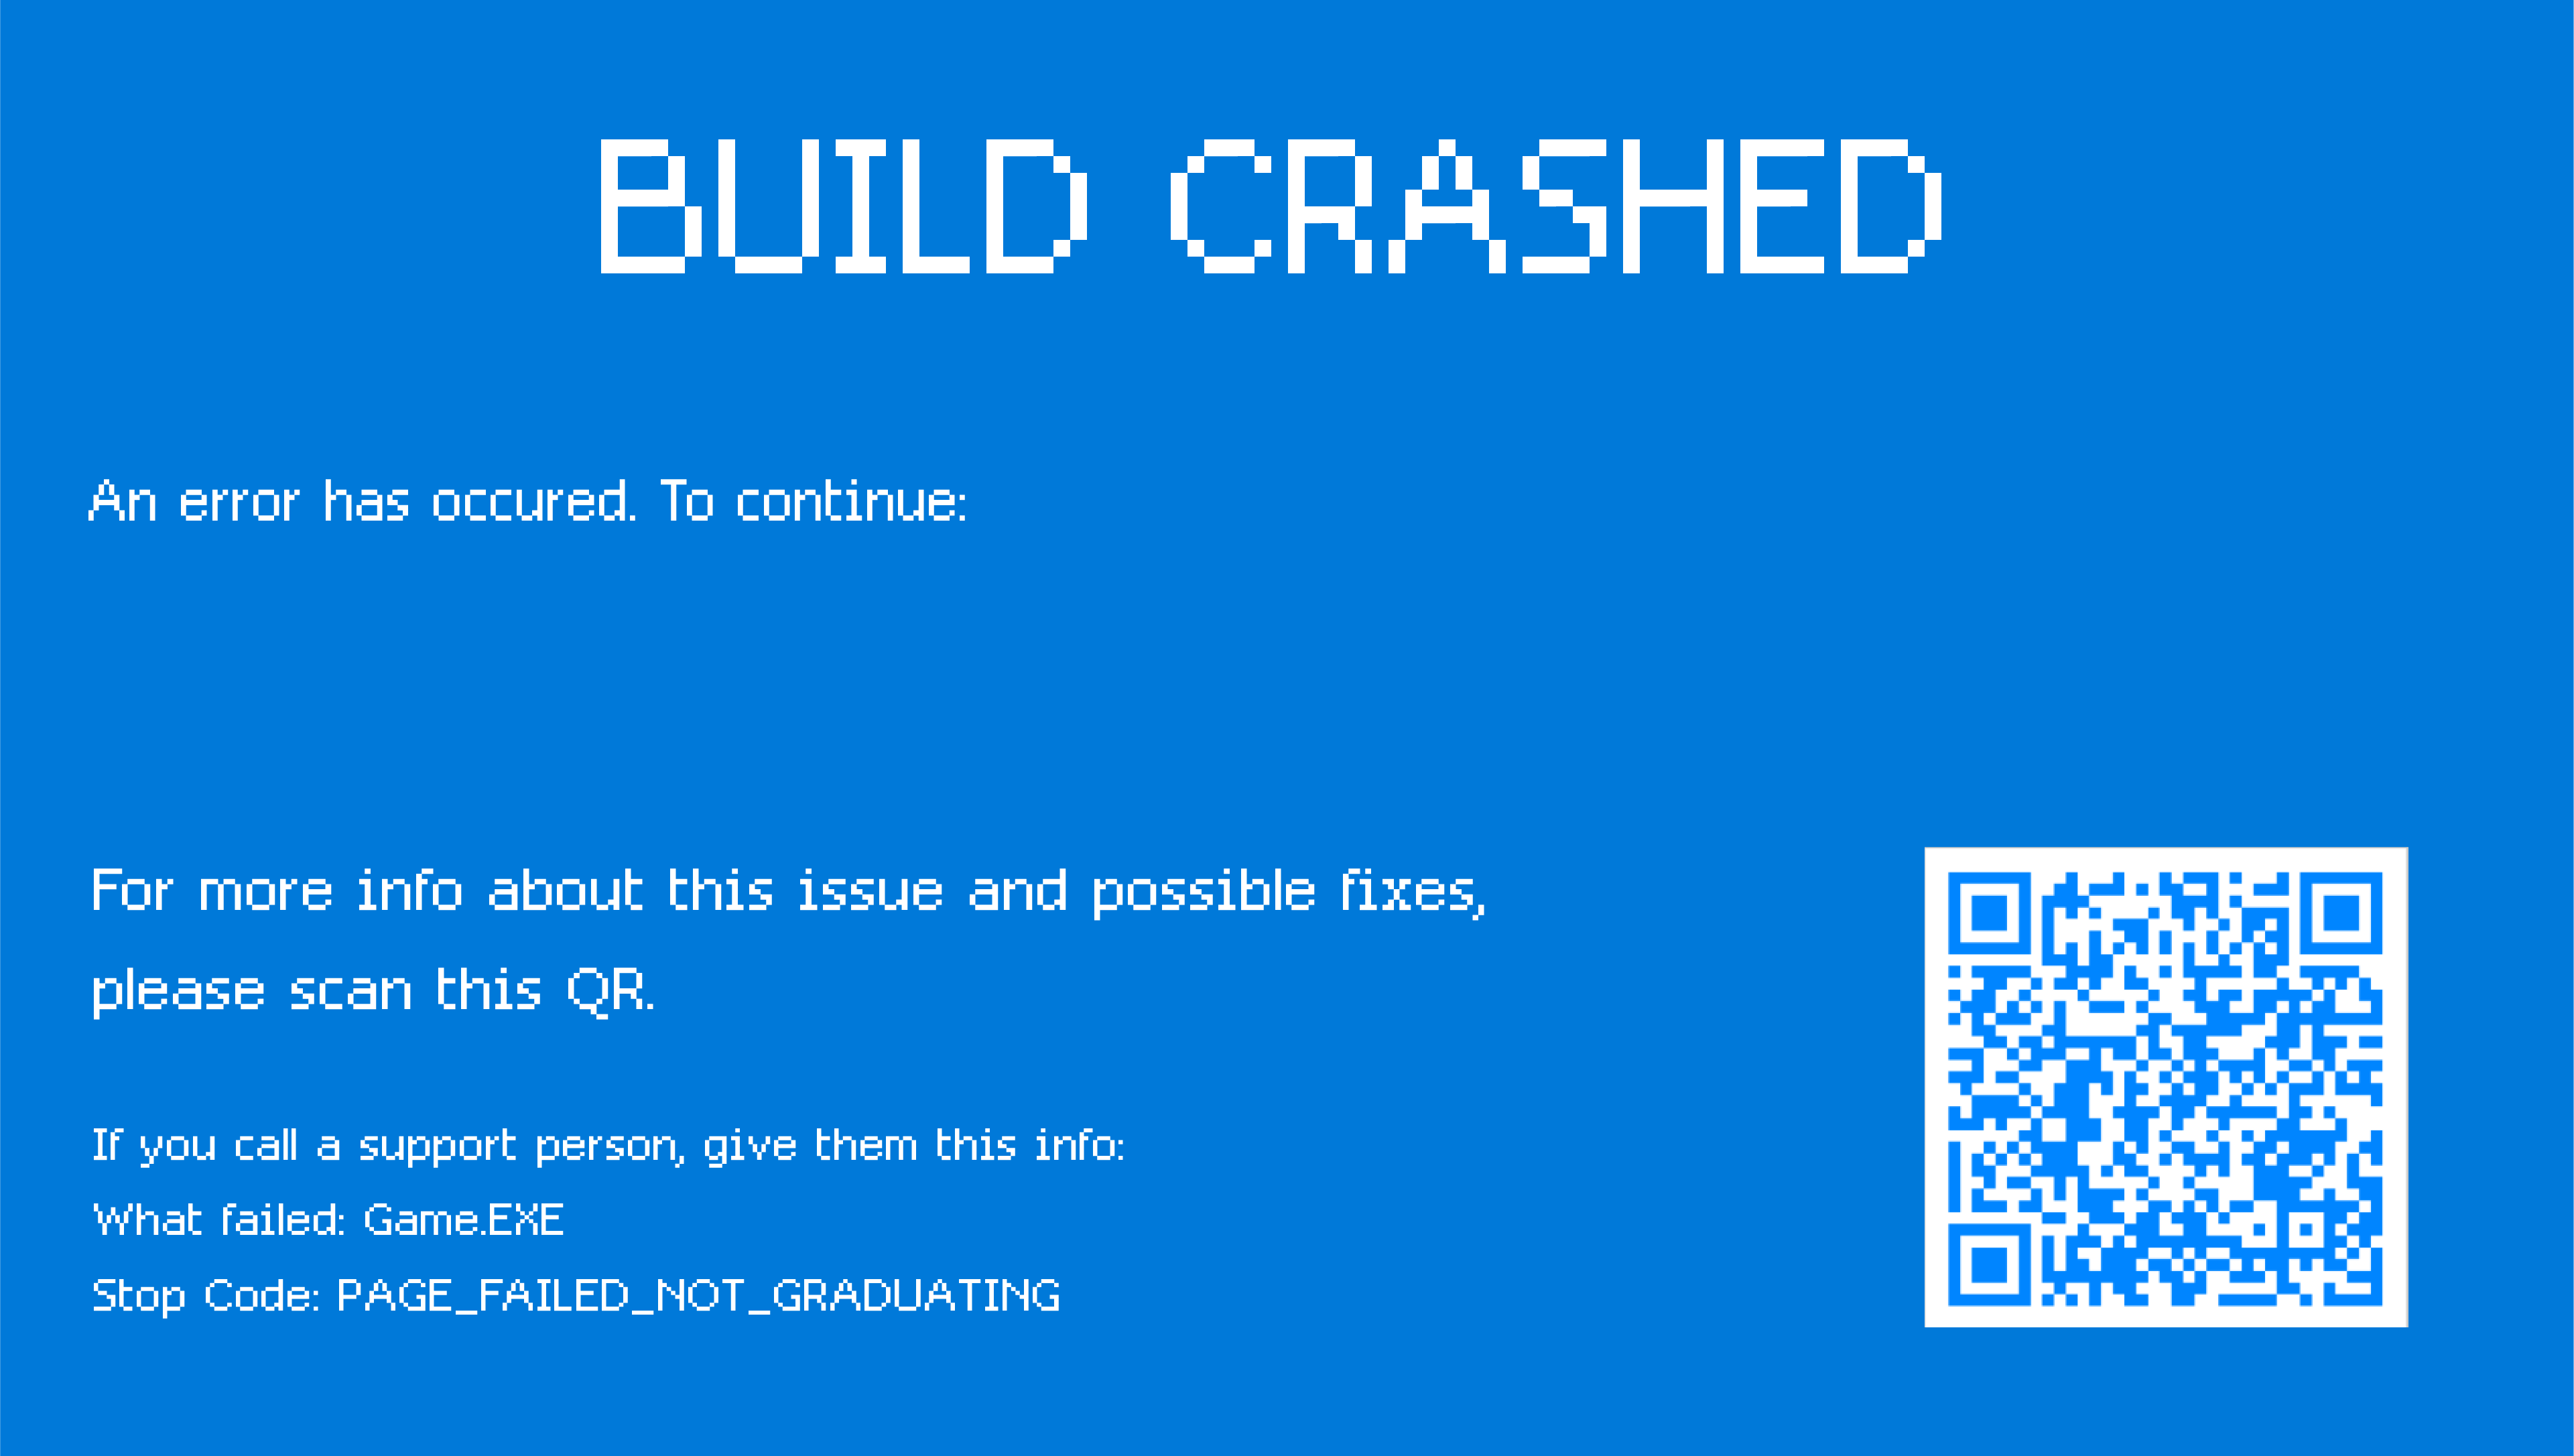 BUILD CRASHED
An error has occured. To continue:
For more info about this issue and possible fixes,
please scan this QR.
If you call a support person, give them this info:
What failed: Game.EXE
Stop Code: PAGE_FAILED_NOT_GRADUATING